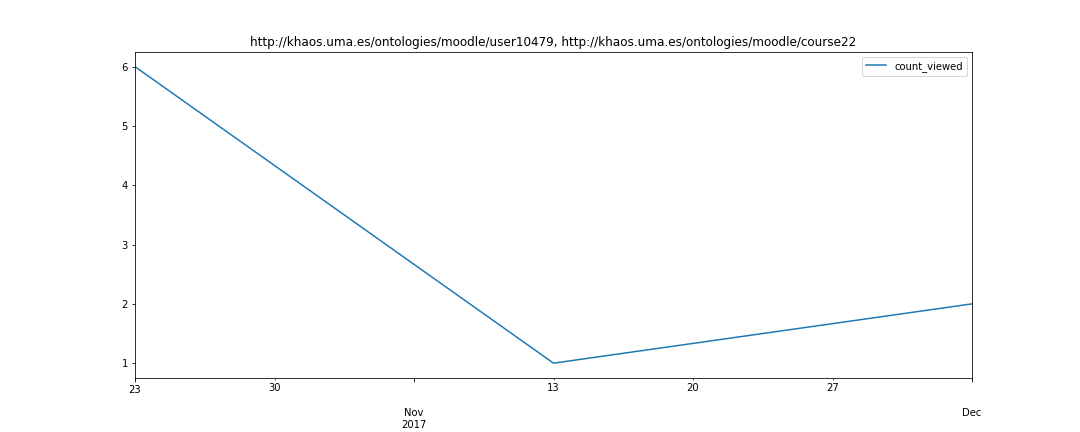 http://khaos.uma.es/ontologies/moodle/user10479, http://khaos.uma.es/ontologies/moodle/course22
count_viewed
6
5
4
3
2
1
23 30 13 20 27
Nov Dec
2017